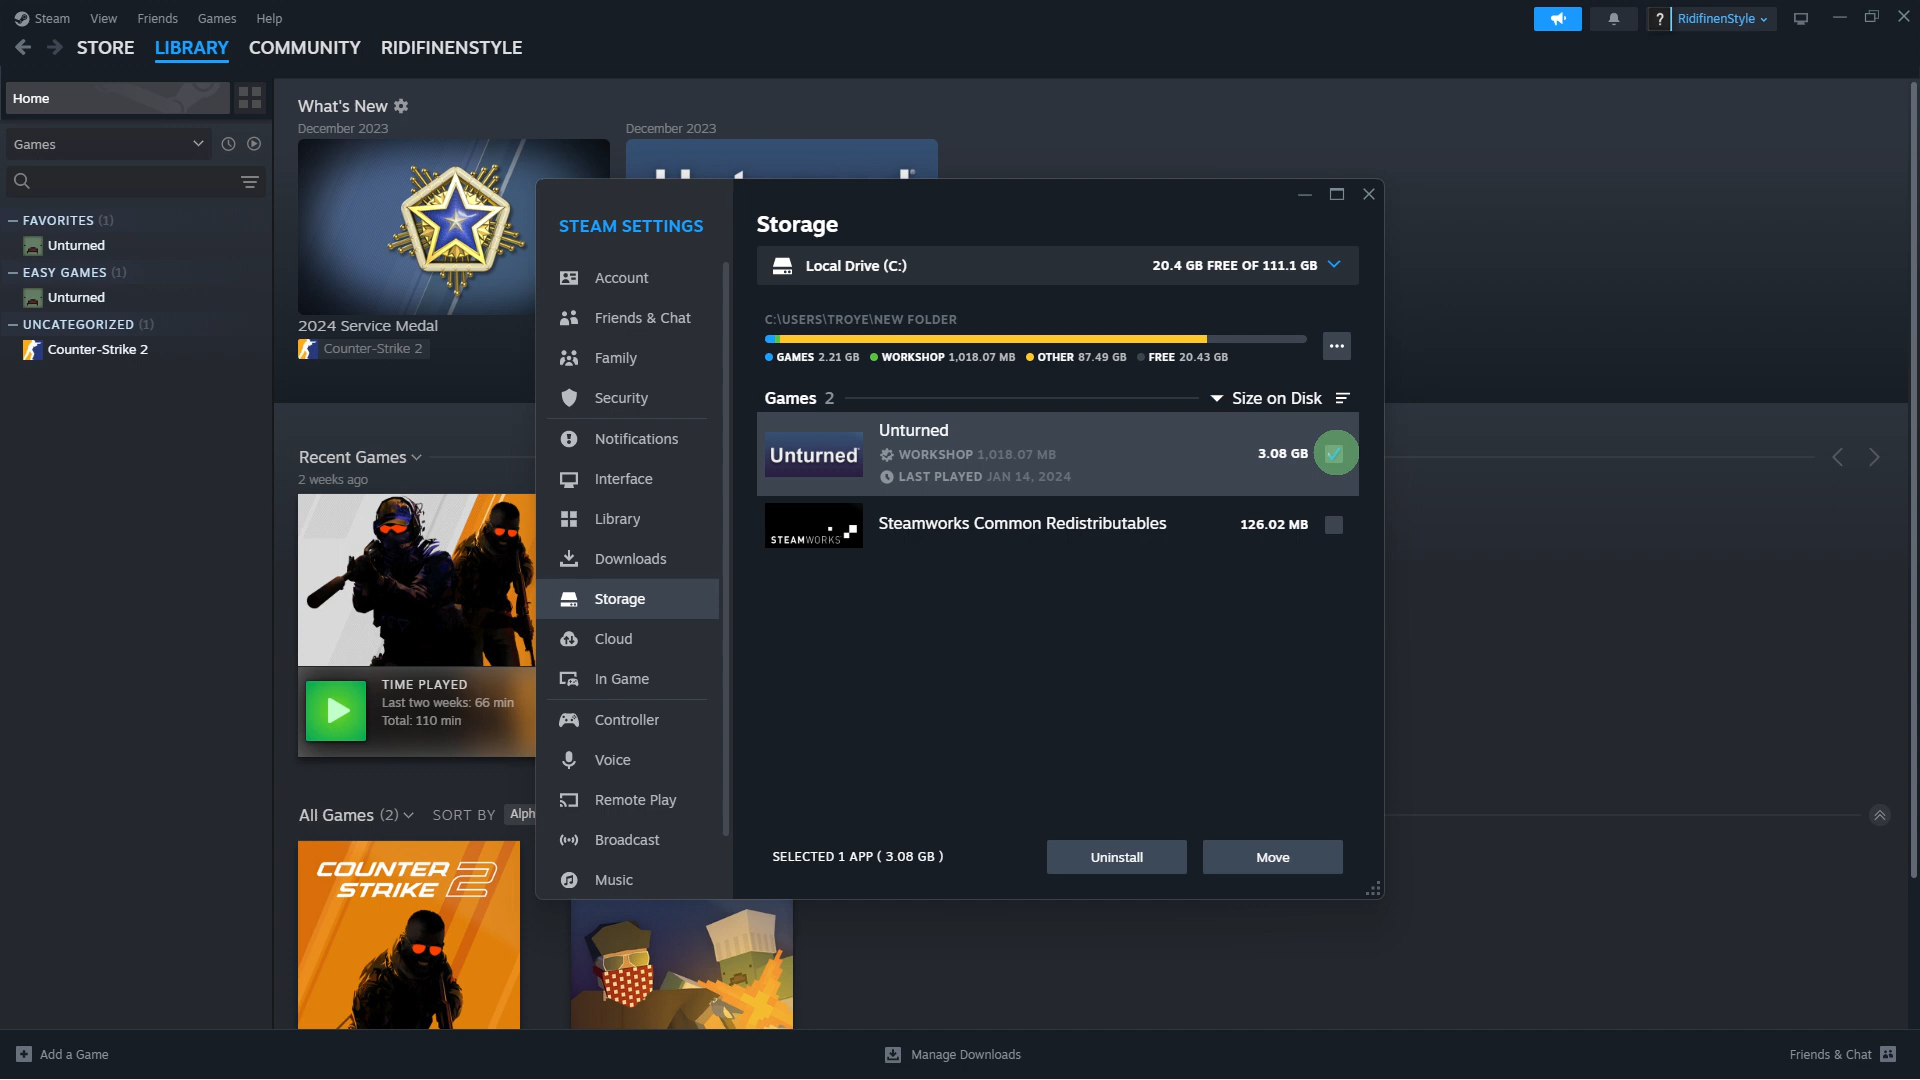 Steam View Friends Games Help
? RidifinenStyle
STORE LIBRARY COMMUNITY RIDIFINENSTYLE
Home
Games
FAVORITES (1)
Unturned
EASY GAMES (1)
Unturned
UNCATEGORIZED (1)
Counter-Strike 2
What's New
December 2023
December 2023
2024 Service Medal
Counter-Strike 2
Recent Games
2 weeks ago
TIME PLAYED
Last two weeks: 66 min
Total: 110 min
All Games (2) SORT BY Alph
COUNTER
STRIKE 2
STEAM SETTINGS
Account
Friends & Chat
Family
Security
Notifications
Interface
Library
Downloads
Storage
Cloud
In Game
Controller
Voice
Remote Play
Broadcast
Music
Storage
Local Drive (C:) 20.4 GB FREE OF 111.1 GB
C:\USERS\TROYE\NEW FOLDER
GAMES 2.21 GB WORKSHOP 1,018.07 MB OTHER 87.49 GB FREE 20.43 GB
Games 2 Size on Disk
Unturned
Unturned
WORKSHOP 1,018.07 MB
LAST PLAYED JAN 14, 2024
3.08 GB
STEAMWORKS
Steamworks Common Redistributables 126.02 MB
SELECTED 1 APP ( 3.08 GB ) Uninstall Move
Add a Game Manage Downloads Friends & Chat